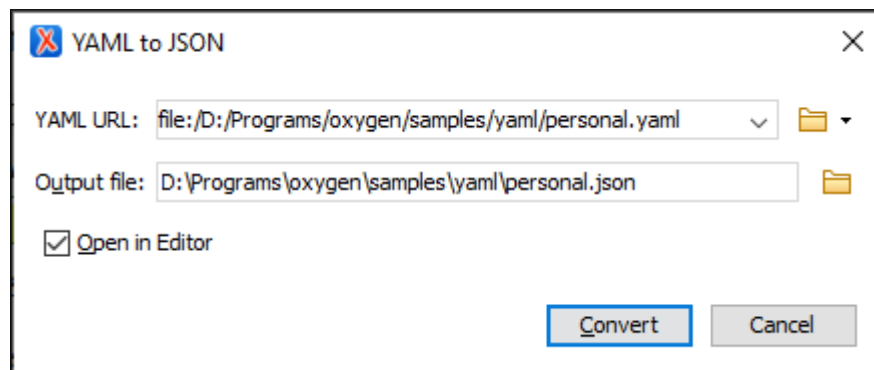 YAML to JSON
YAML URL: file:/D:/Programs/oxygen/samples/yaml/personal.yaml
Output file: D:\Programs\oxygen\samples\yaml\personal.json
Open in Editor
Convert Cancel